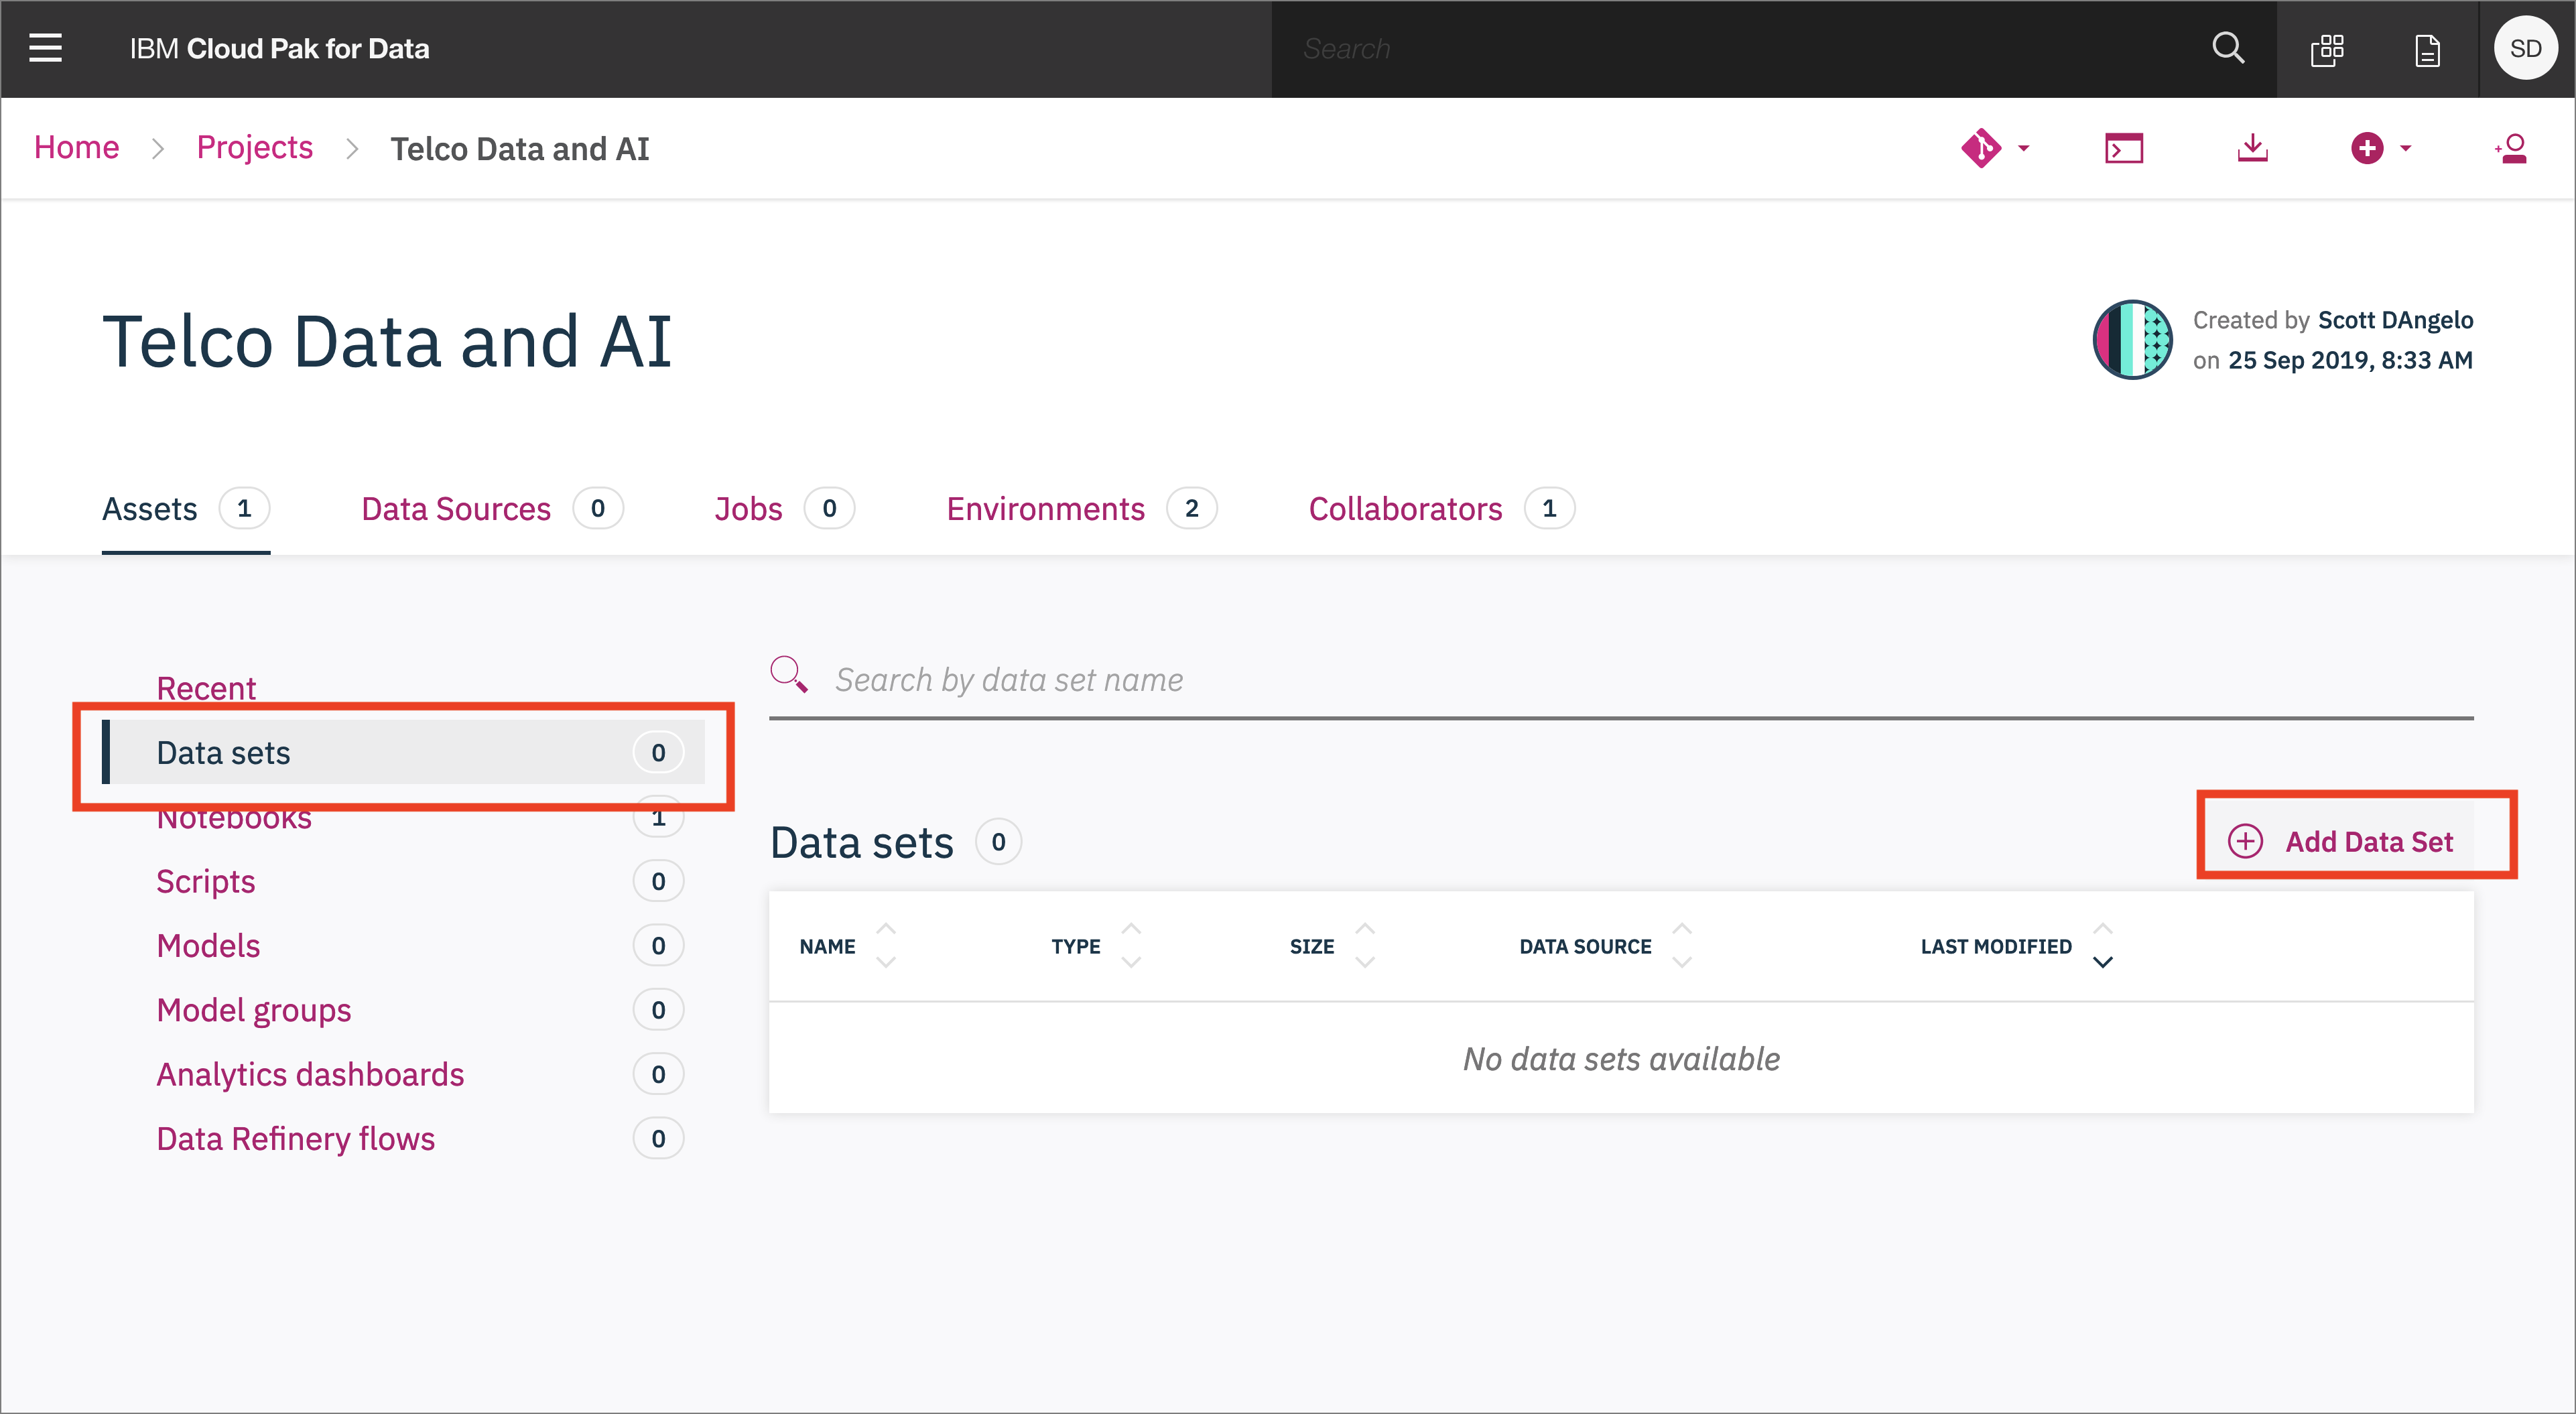 IBM Cloud Pak for Data
Search
SD
Home
Projects
Telco Data and AI
Telco Data and AI
Created by Scott DAngelo
on 25 Sep 2019, 8:33 AM
Assets 1
Data Sources 0
Jobs 0
Environments 2
Collaborators 1
Recent
Data sets 0
Notebooks 1
Scripts 0
Models 0
Model groups 0
Analytics dashboards 0
Data Refinery flows 0
Search by data set name
Data sets 0
Add Data Set
NAME TYPE SIZE DATA SOURCE LAST MODIFIED
No data sets available